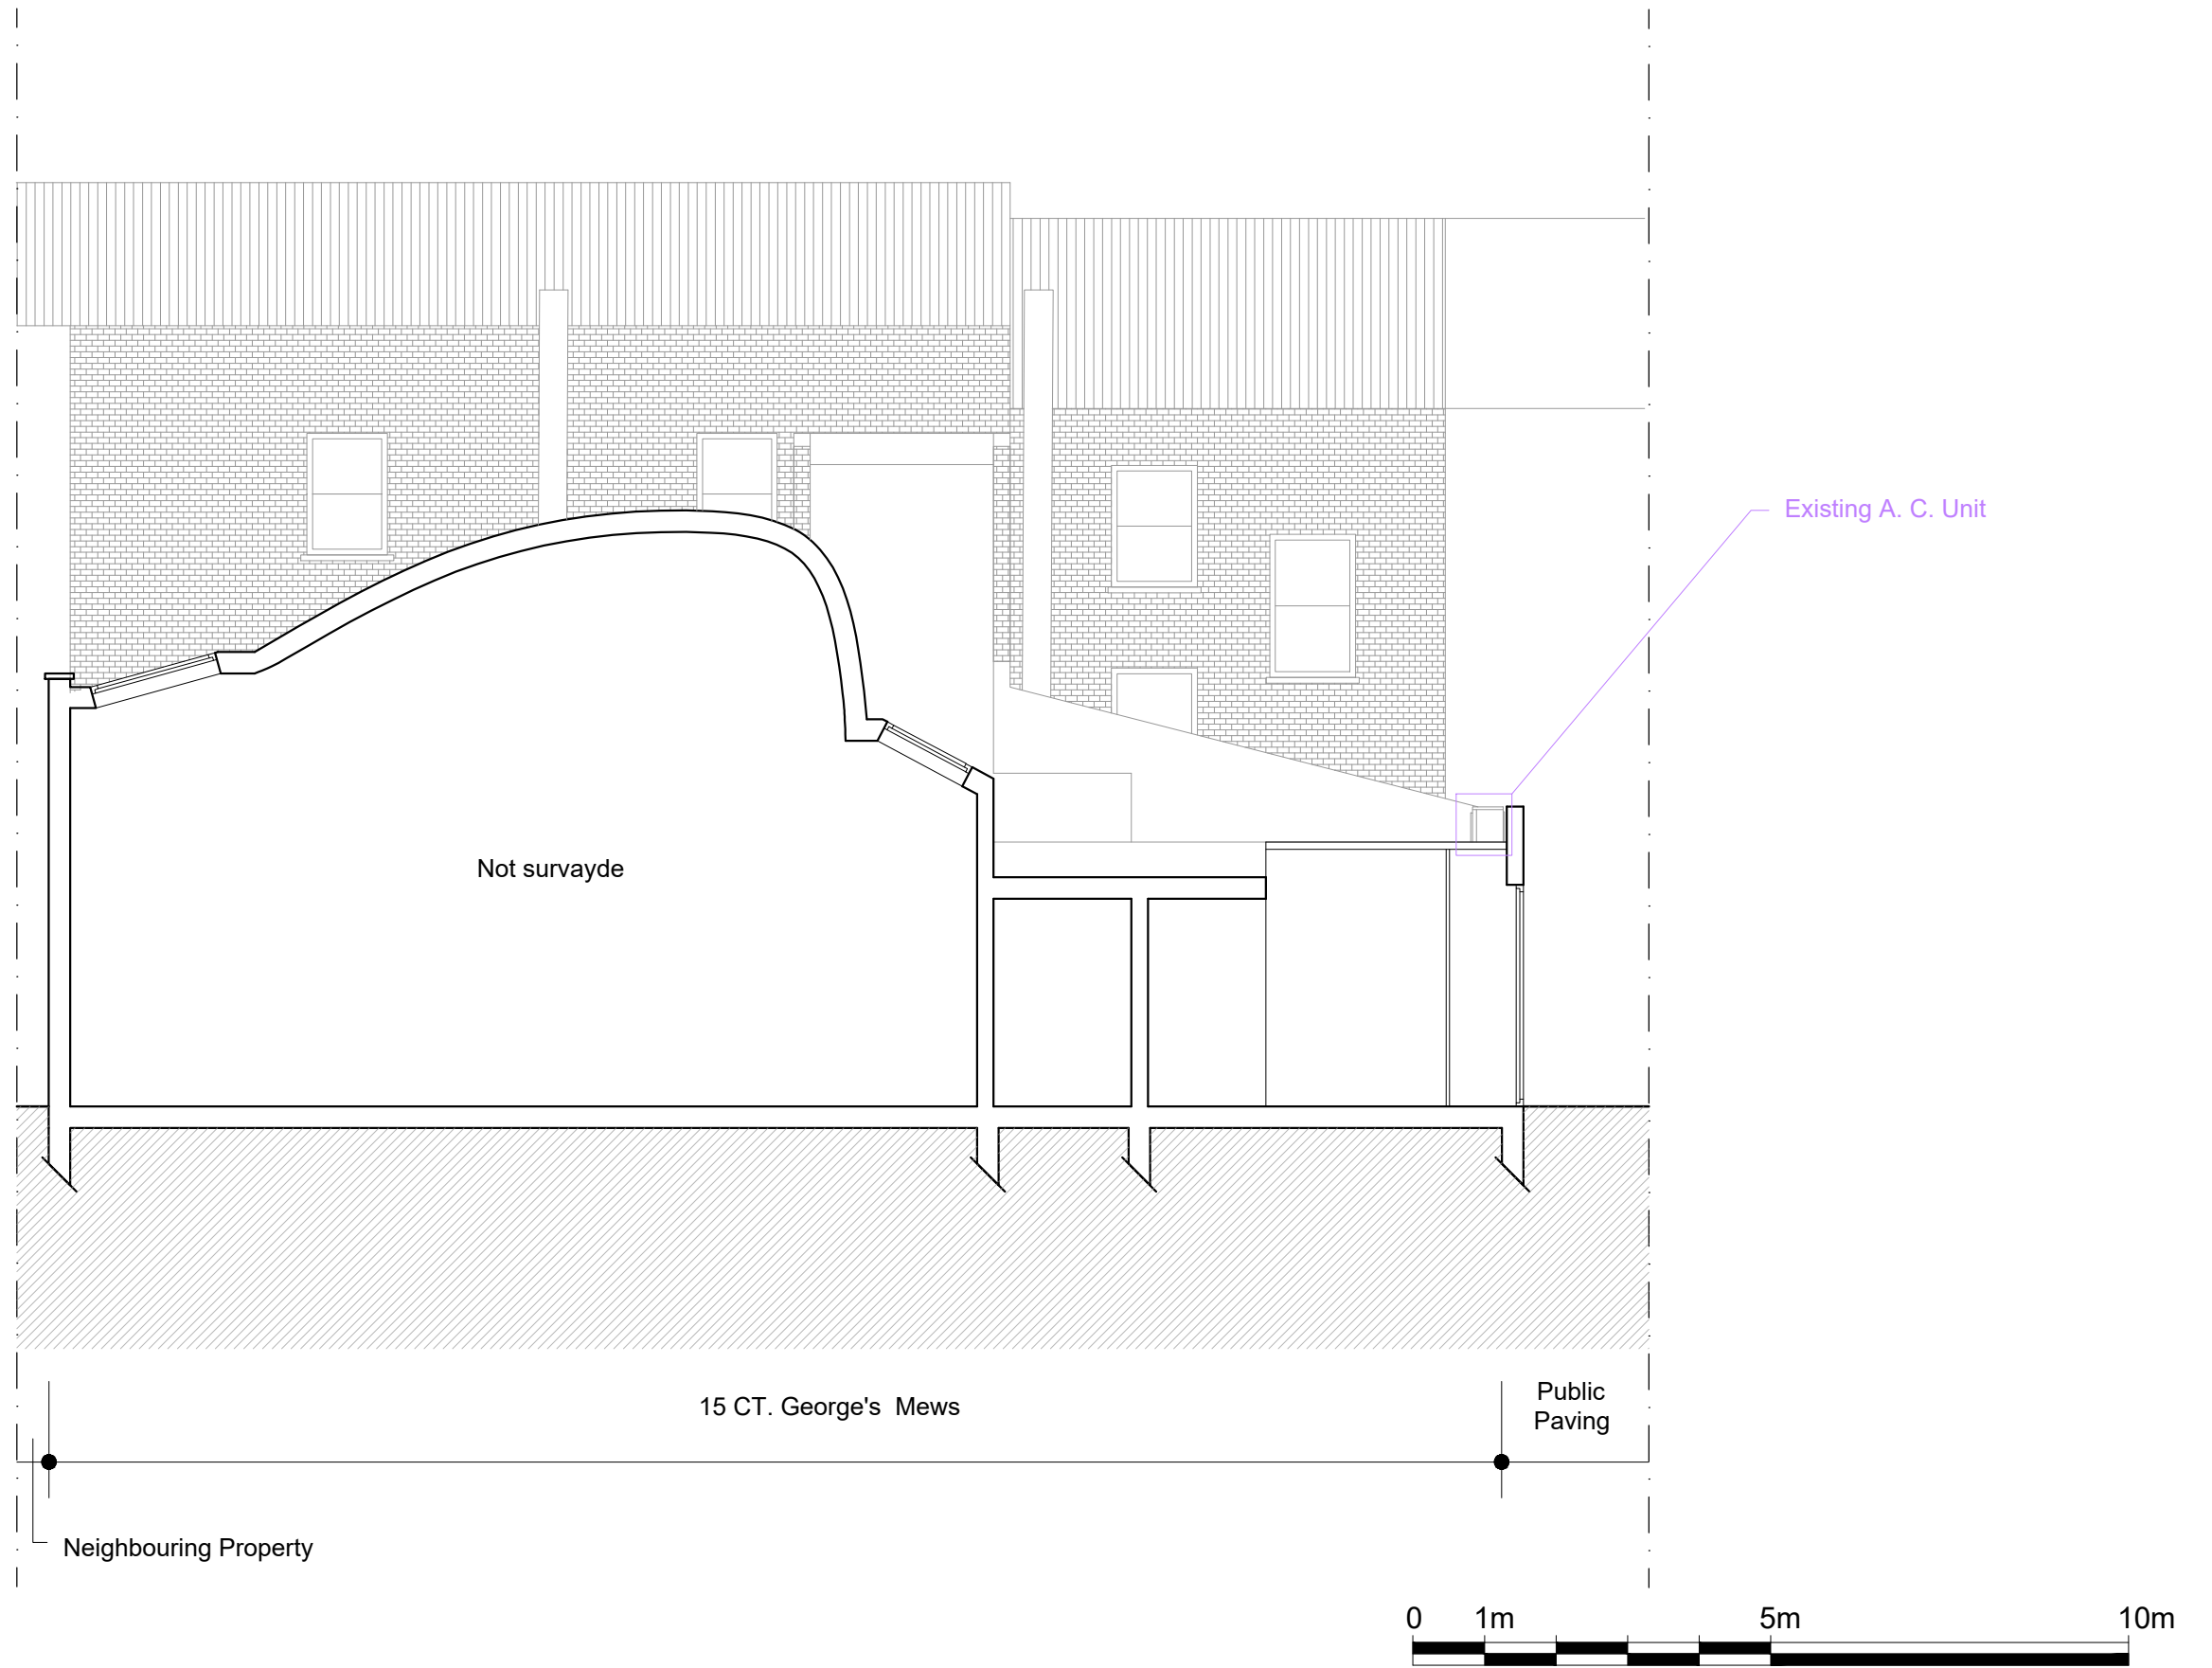 Existing A. C. Unit
Not survayde
15 CT. George's  Mews
Public
Paving
Neighbouring Property
0 1m 5m 10m